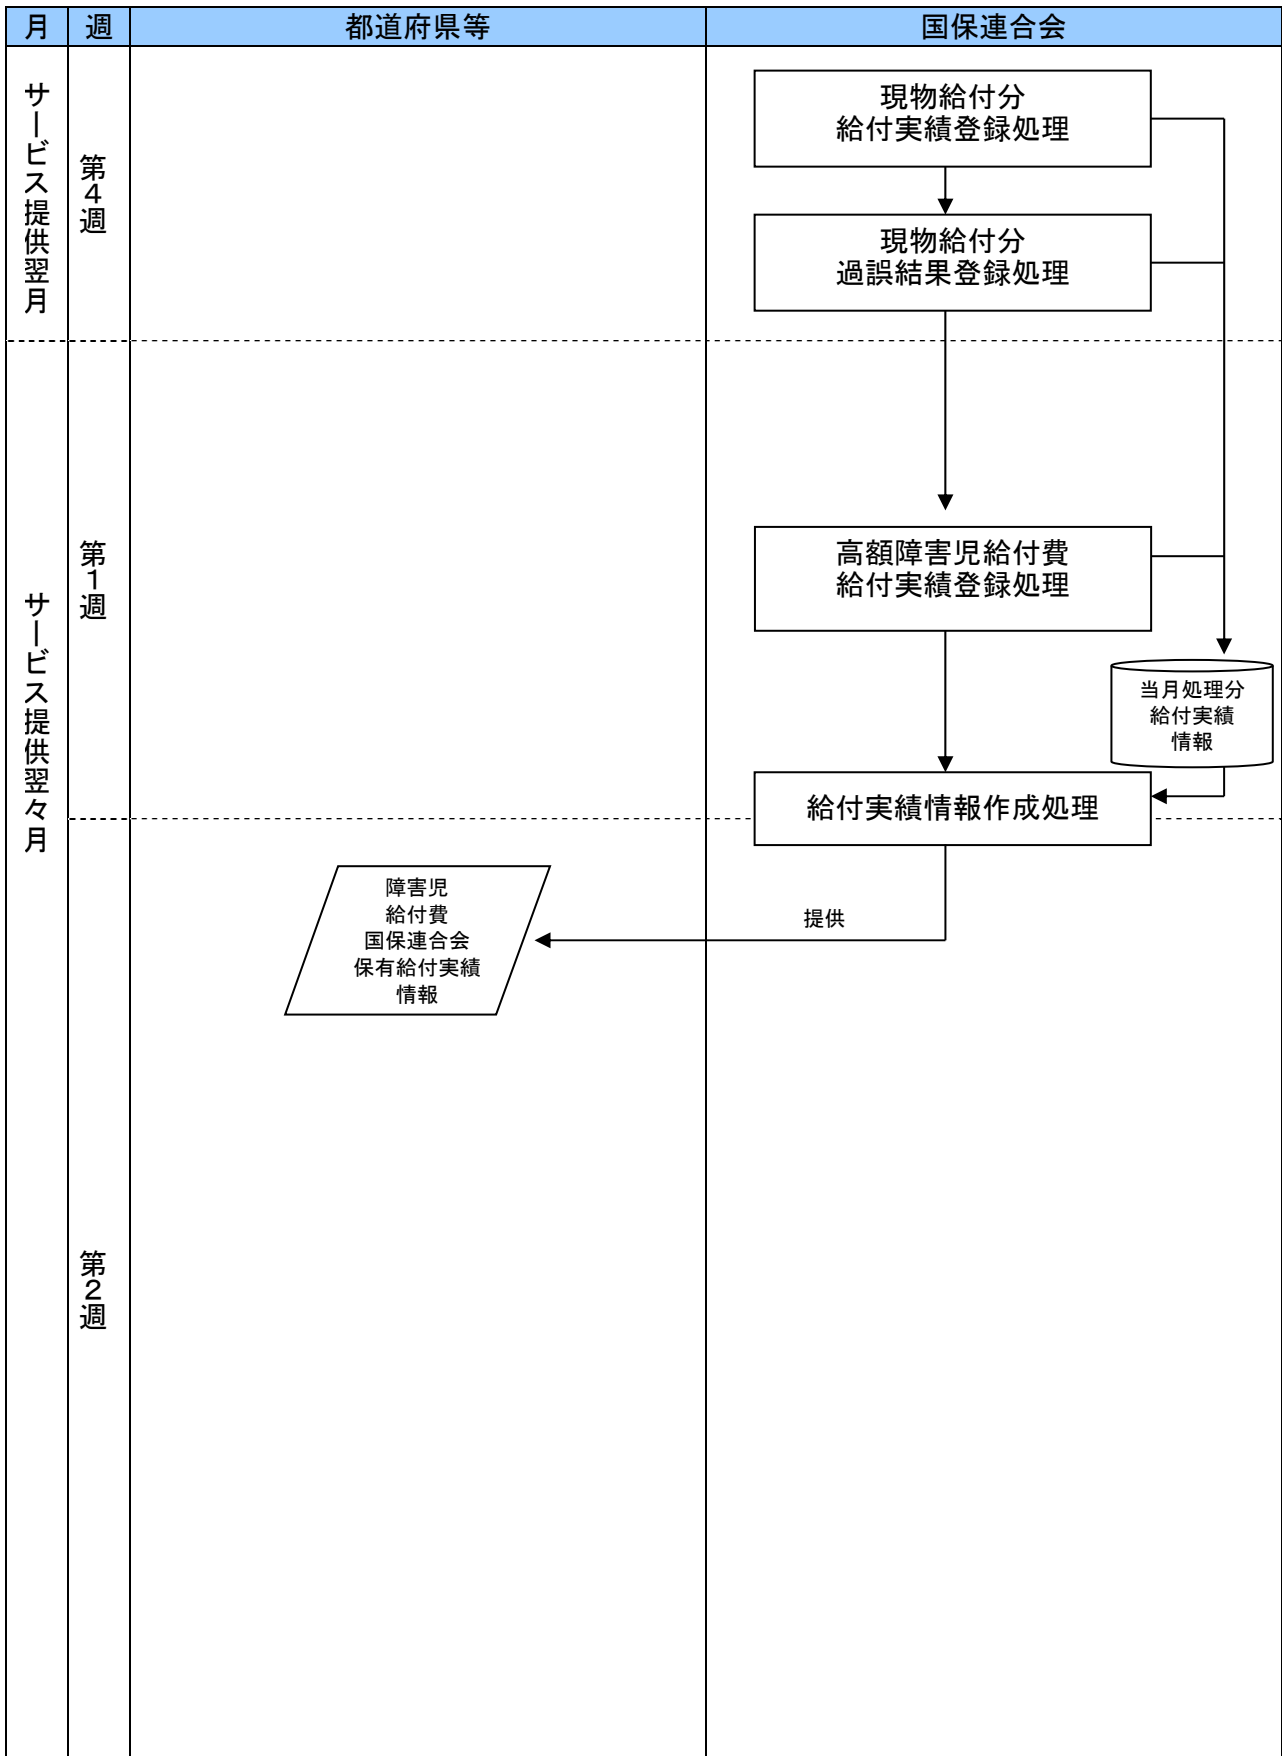 月
週
都道府県等
国保連合会
サービス提供翌月
第4週
現物給付分
給付実績登録処理
現物給付分
過誤結果登録処理
サービス提供翌々月
第1週
高額障害児給付費
給付実績登録処理
当月処理分
給付実績
情報
給付実績情報作成処理
第2週
障害児
給付費
国保連合会
保有給付実績
情報
提供